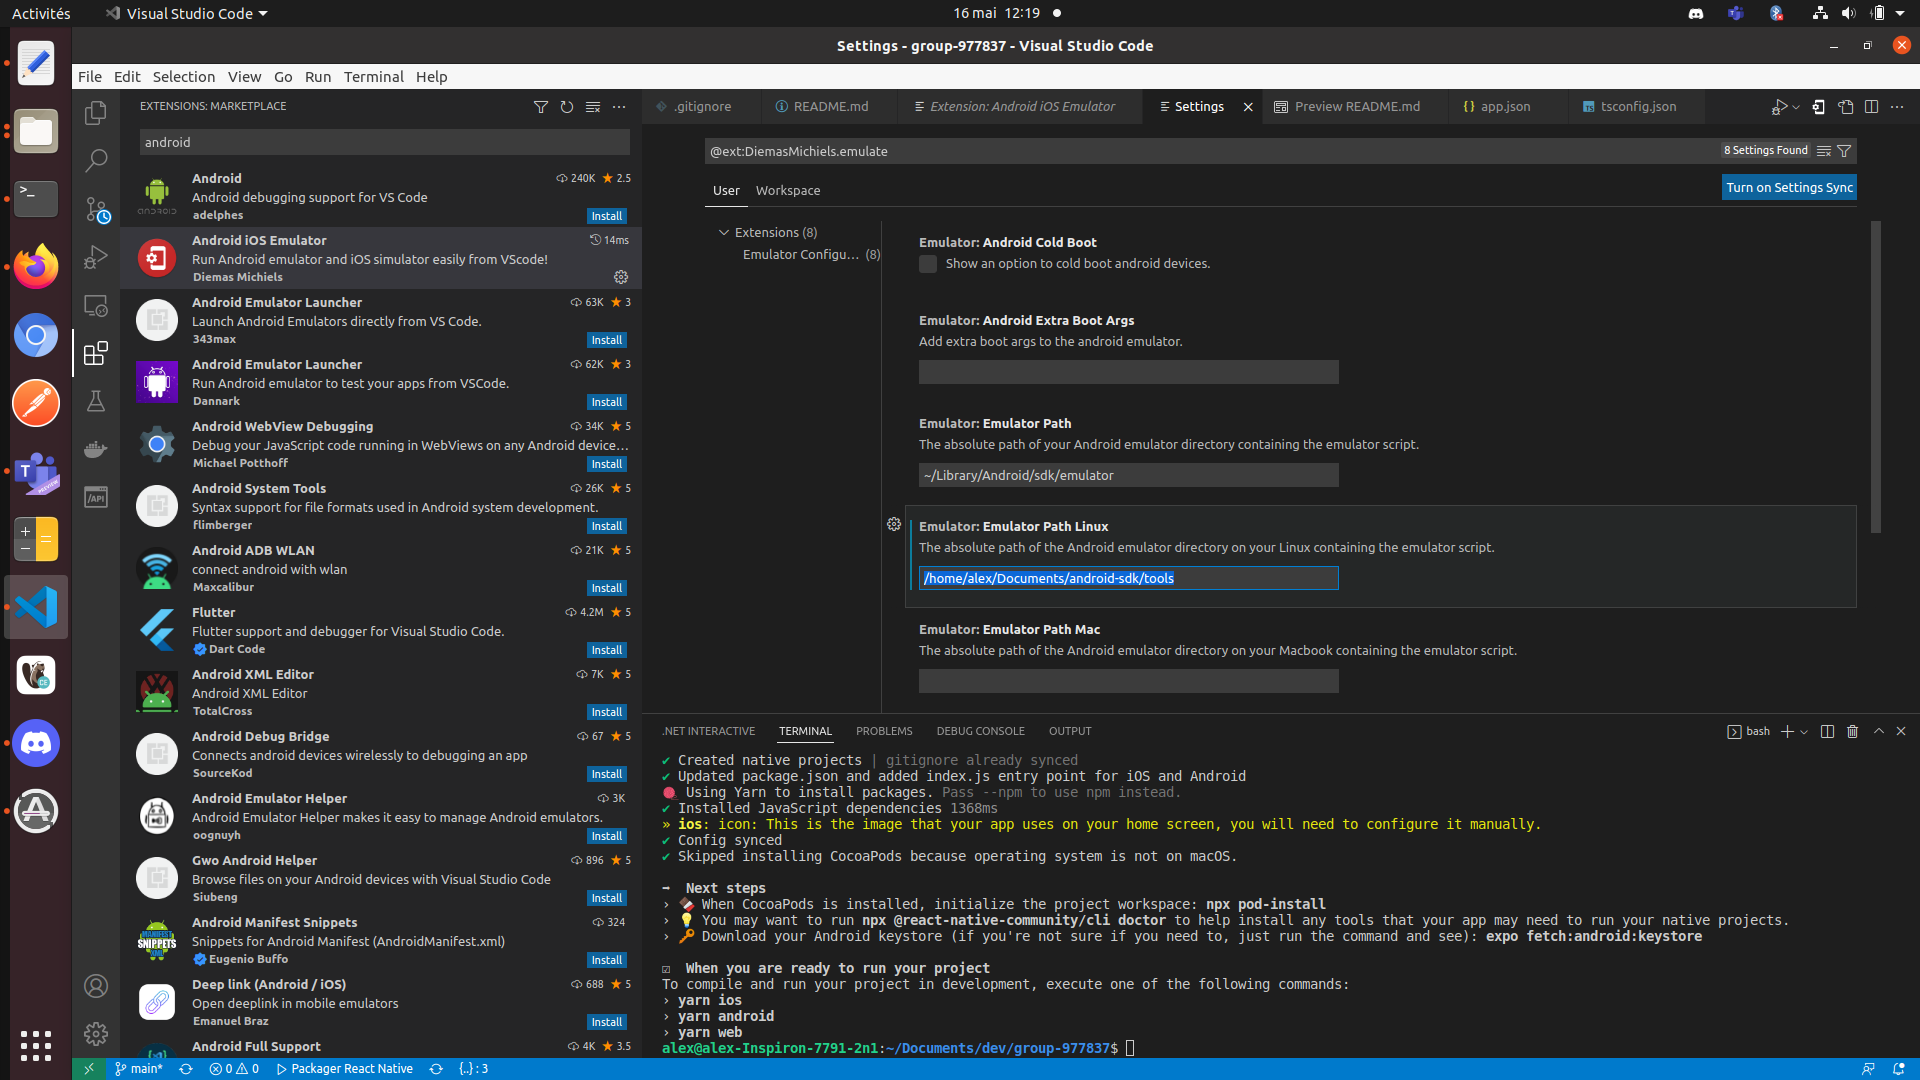 Activités
Visual Studio Code
16 mai 12:19
Settings - group-977837 - Visual Studio Code
File Edit Selection View Go Run Terminal Help
EXTENSIONS: MARKETPLACE
android
Android
240K 2.5
Android debugging support for VS Code
adelphes
Install
Android iOS Emulator
14ms
Run Android emulator and iOS simulator easily from VScode!
Diemas Michiels
Android Emulator Launcher
63K 3
Launch Android Emulators directly from VS Code.
343max
Install
Android Emulator Launcher
62K 3
Run Android emulator to test your apps from VSCode.
Dannark
Install
Android WebView Debugging
34K 5
Debug your JavaScript code running in WebViews on any Android device...
Michael Potthoff
Install
Android System Tools
26K 5
Syntax support for file formats used in Android system development.
flimberger
Install
Android ADB WLAN
21K 5
connect android with wlan
Maxcalibur
Install
Flutter
4.2M 5
Flutter support and debugger for Visual Studio Code.
Dart Code
Install
Android XML Editor
7K 5
Android XML Editor
TotalCross
Install
Android Debug Bridge
67 5
Connects android devices wirelessly to debugging an app
SourceKod
Install
Android Emulator Helper
3K
Android Emulator Helper makes it easy to manage Android emulators.
oognuyh
Install
Gwo Android Helper
896 5
Browse files on your Android devices with Visual Studio Code
Siubeng
Install
Android Manifest Snippets
324
Snippets for Android Manifest (AndroidManifest.xml)
Eugenio Buffo
Install
Deep link (Android / iOS)
688 5
Open deeplink in mobile emulators
Emanuel Braz
Install
Android Full Support
4K 3.5
.gitignore README.md Extension: Android iOS Emulator Settings Preview README.md app.json tsconfig.json
@ext:DiemasMichiels.emulate
8 Settings Found
User Workspace
Turn on Settings Sync
Extensions (8)
Emulator Configu... (8)
Emulator: Android Cold Boot
Show an option to cold boot android devices.
Emulator: Android Extra Boot Args
Add extra boot args to the android emulator.
Emulator: Emulator Path
The absolute path of your Android emulator directory containing the emulator script.
~/Library/Android/sdk/emulator
Emulator: Emulator Path Linux
The absolute path of the Android emulator directory on your Linux containing the emulator script.
/home/alex/Documents/android-sdk/tools
Emulator: Emulator Path Mac
The absolute path of the Android emulator directory on your Macbook containing the emulator script.
.NET INTERACTIVE TERMINAL PROBLEMS DEBUG CONSOLE OUTPUT
bash
✔ Created native projects | gitignore already synced
✔ Updated package.json and added index.js entry point for iOS and Android
🧶 Using Yarn to install packages. Pass --npm to use npm instead.
✔ Installed JavaScript dependencies 1368ms
» ios: icon: This is the image that your app uses on your home screen, you will need to configure it manually.
✔ Config synced
✔ Skipped installing CocoaPods because operating system is not on macOS.
➡ Next steps
› 🍫 When CocoaPods is installed, initialize the project workspace: npx pod-install
› 💡 You may want to run npx @react-native-community/cli doctor to help install any tools that your app may need to run your native projects.
› 🔑 Download your Android keystore (if you're not sure if you need to, just run the command and see): expo fetch:android:keystore
☑ When you are ready to run your project
To compile and run your project in development, execute one of the following commands:
› yarn ios
› yarn android
› yarn web
alex@alex-Inspiron-7791-2n1:~/Documents/dev/group-977837$
main* 0 0 Packager React Native {..} : 3